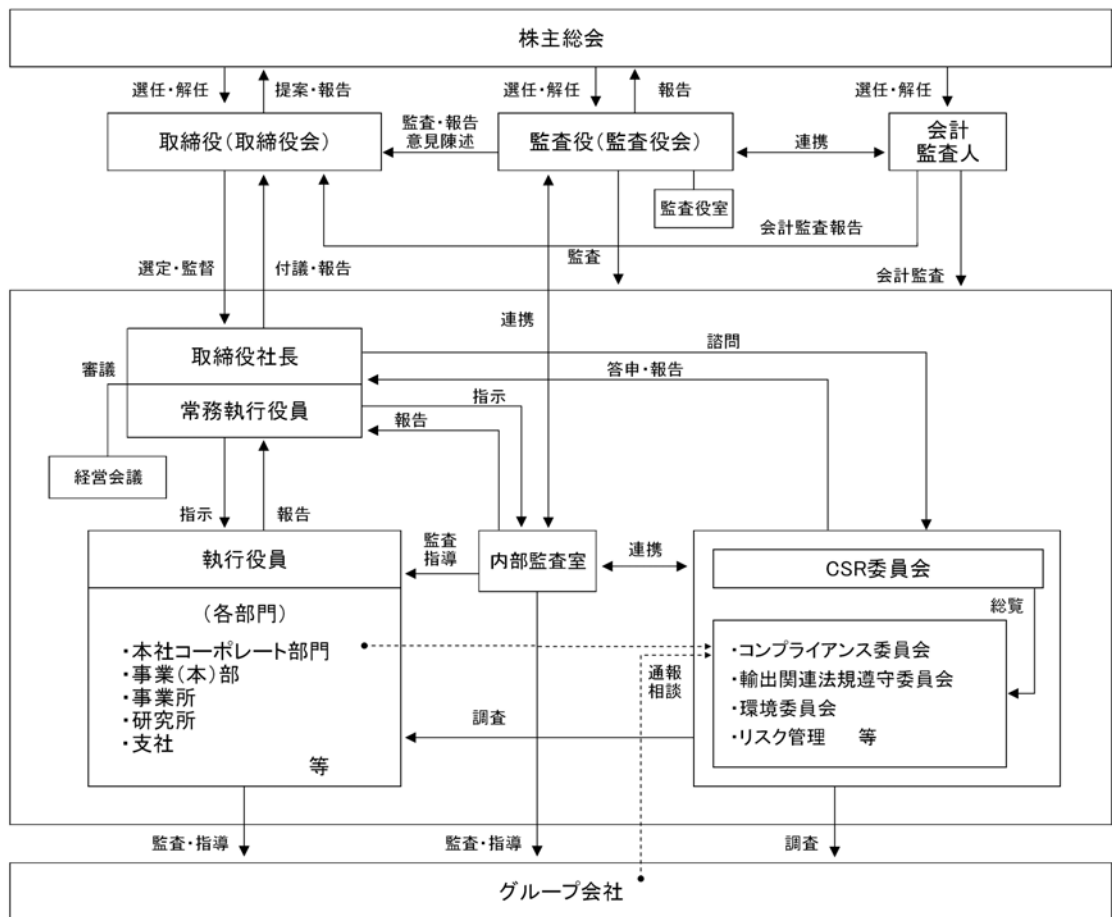 株主総会
選任・解任
提案・報告
選任・解任
報告
選任・解任
取締役(取締役会)
監査・報告
意見陳述
監査役(監査役会)
連携
会計
監査人
監査役室
会計監査報告
選定・監督
付議・報告
監査
会計監査
連携
取締役社長
諮問
審議
答申・報告
常務執行役員
指示
報告
経営会議
指示
報告
執行役員
監査
指導
内部監査室
連携
CSR委員会
総覧
(各部門)
・本社コーポレート部門
・事業(本)部
・事業所
・研究所
・支社
等
通報
相談
・コンプライアンス委員会
・輸出関連法規遵守委員会
・環境委員会
・リスク管理 等
調査
監査・指導
監査・指導
調査
グループ会社